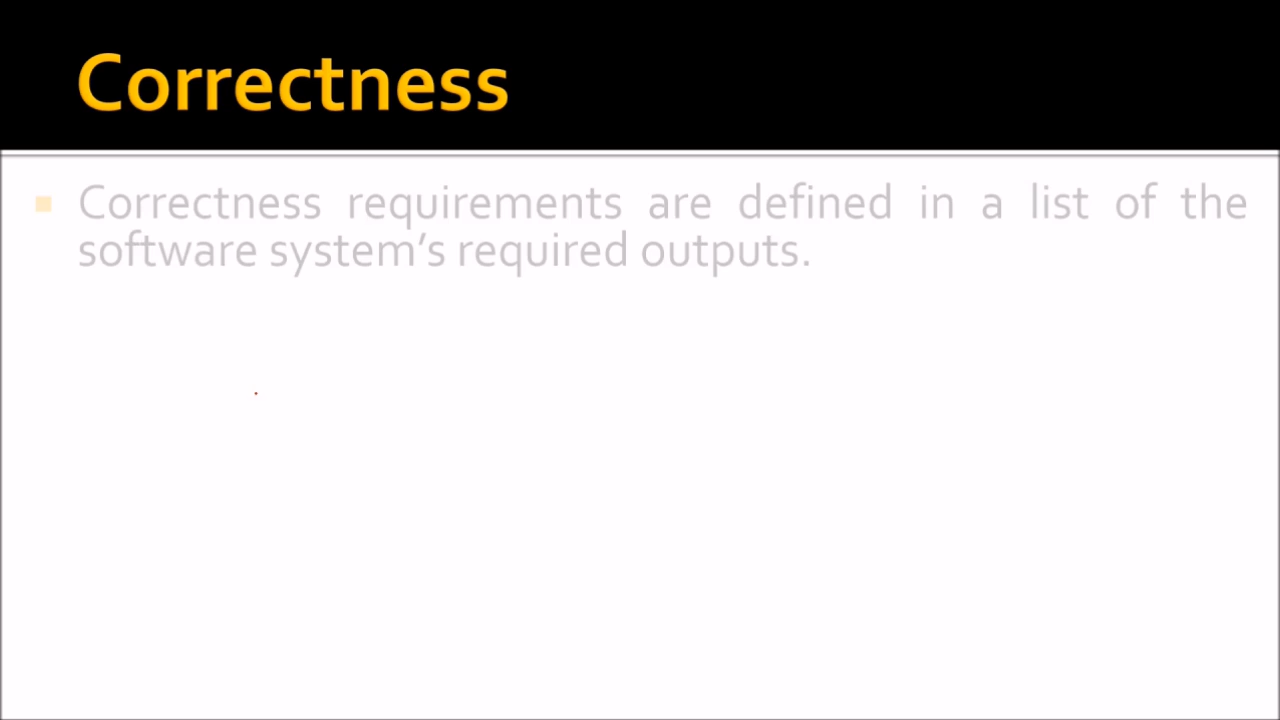 Correctness
Correctness requirements are defined in a list of the
software system’s required outputs.